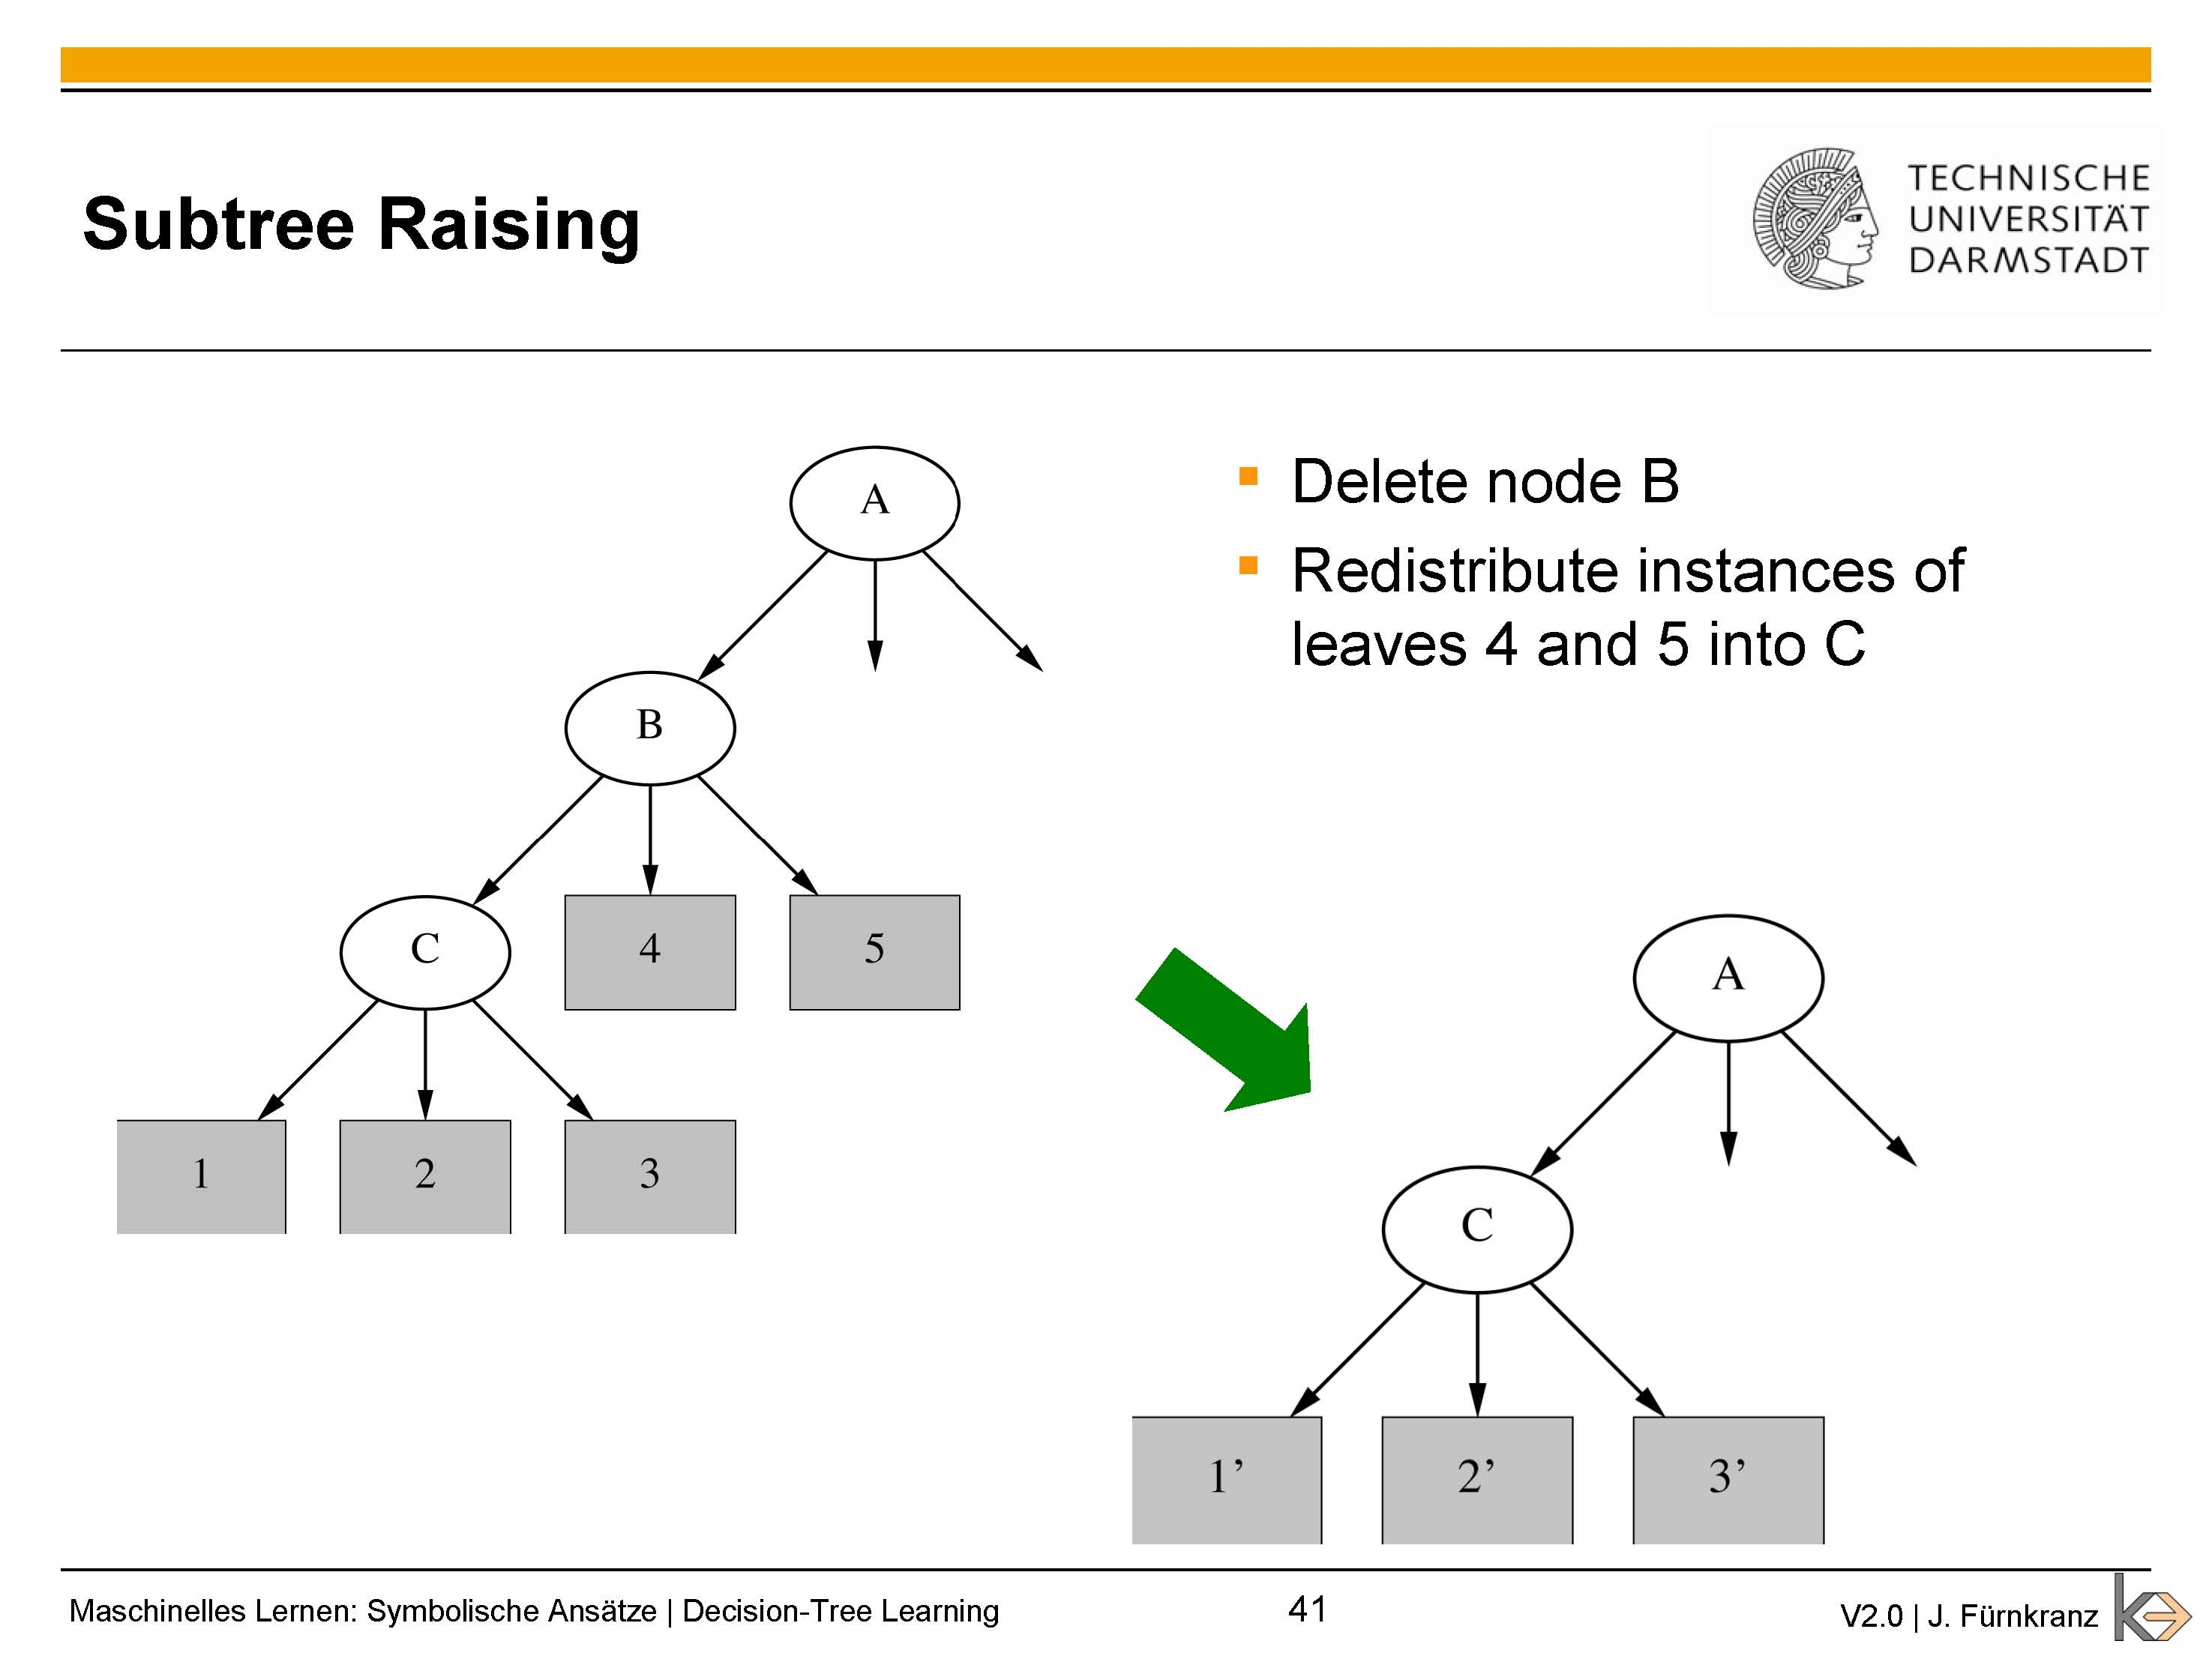 Subtree Raising
TECHNISCHE
UNIVERSITÄT
DARMSTADT
Delete node B
Redistribute instances of
leaves 4 and 5 into C
A
B
C
4
5
1
2
3
A
C
1’
2’
3’
Maschinelles Lernen: Symbolische Ansätze | Decision-Tree Learning
41
V2.0 | J. Fürnkranz